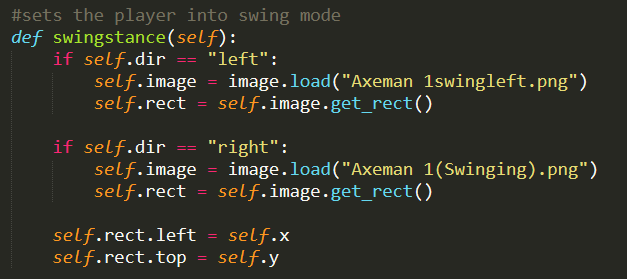 #sets the player into swing mode
def swingstance(self):
if self.dir == "left":
self.image = image.load("Axeman 1swingleft.png")
self.rect = self.image.get_rect()
if self.dir == "right":
self.image = image.load("Axeman 1(Swinging).png")
self.rect = self.image.get_rect()
self.rect.left = self.x
self.rect.top = self.y